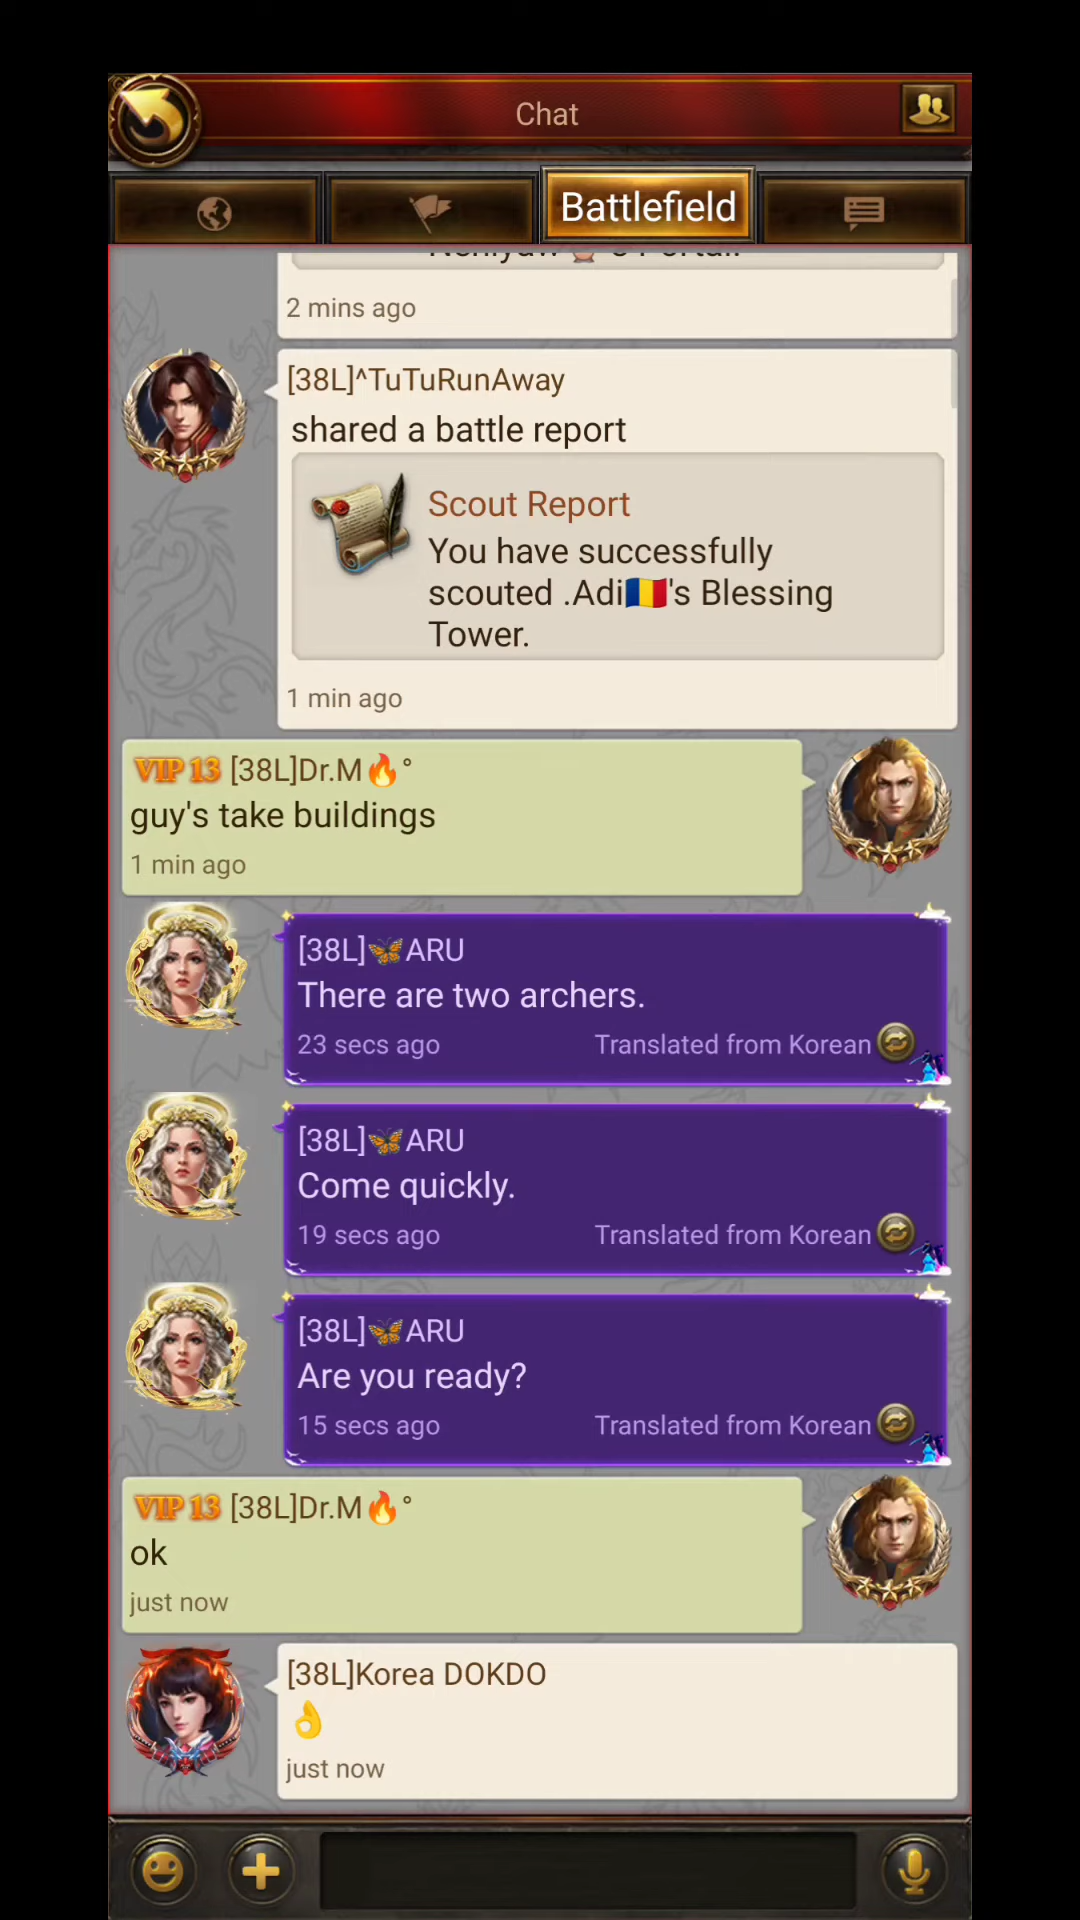 Chat
Battlefield
2 mins ago
[38L]^TuTuRunAway
shared a battle report
Scout Report
You have successfully
scouted .Adi🇷🇴's Blessing
Tower.
1 min ago
VIP 13 [38L]Dr.M🔥°
guy's take buildings
1 min ago
[38L]🦋ARU
There are two archers.
23 secs ago Translated from Korean
[38L]🦋ARU
Come quickly.
19 secs ago Translated from Korean
[38L]🦋ARU
Are you ready?
15 secs ago Translated from Korean
VIP 13 [38L]Dr.M🔥°
ok
just now
[38L]Korea DOKDO
👌
just now